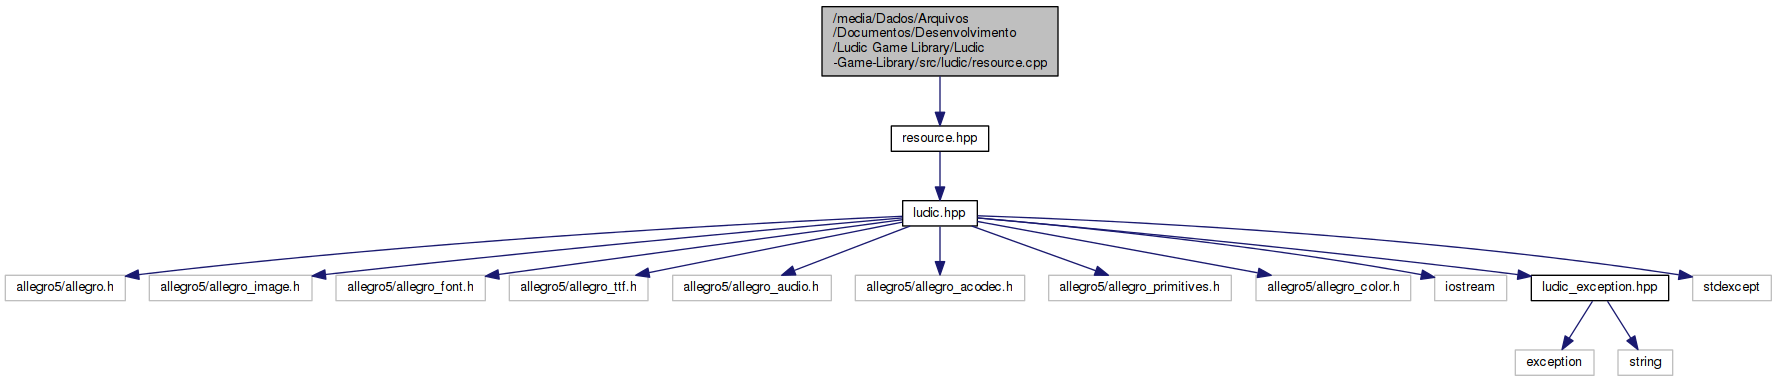 /media/Dados/Arquivos
/Documentos/Desenvolvimento
/Ludic Game Library/Ludic
-Game-Library/src/ludic/resource.cpp
resource.hpp
ludic.hpp
allegro5/allegro.h
allegro5/allegro_image.h
allegro5/allegro_font.h
allegro5/allegro_ttf.h
allegro5/allegro_audio.h
allegro5/allegro_acodec.h
allegro5/allegro_primitives.h
allegro5/allegro_color.h
iostream
ludic_exception.hpp
stdexcept
exception
string